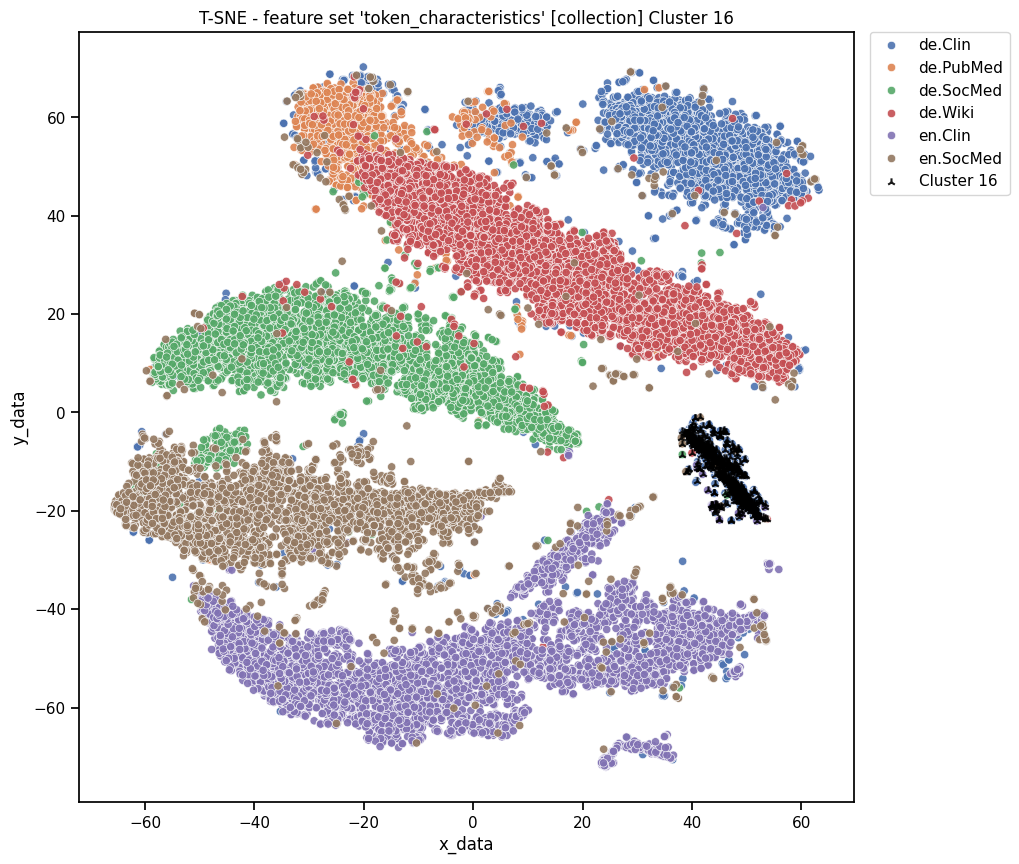 T-SNE - feature set 'token_characteristics' [collection] Cluster 16
de.Clin
de.PubMed
de.SocMed
de.Wiki
en.Clin
en.SocMed
Cluster 16
y_data
60
40
20
0
−20
−40
−60
−60 −40 −20 0 20 40 60
x_data